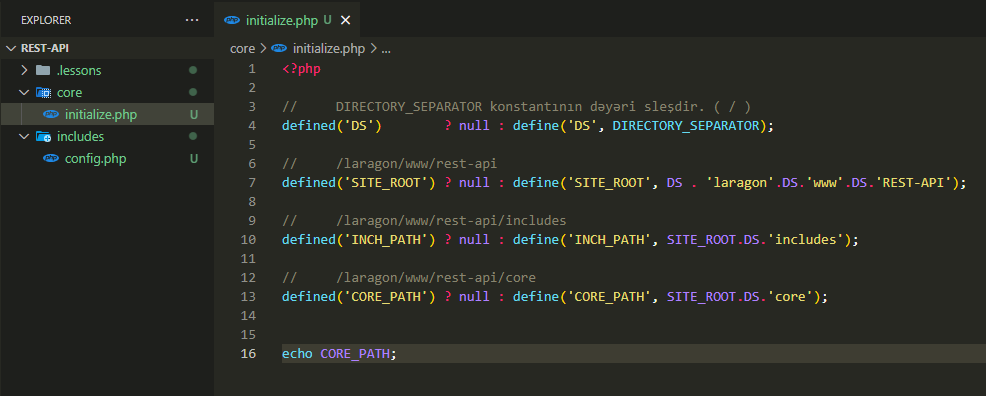 EXPLORER ...
REST-API
.lessons
core
initialize.php U
includes
config.php U
initialize.php U
core > initialize.php > ...
1 <?php
2
3 // DIRECTORY_SEPARATOR konstantının dəyəri sleşdir. ( / )
4 defined('DS') ? null : define('DS', DIRECTORY_SEPARATOR);
5
6 // /laragon/www/rest-api
7 defined('SITE_ROOT') ? null : define('SITE_ROOT', DS . 'laragon'.DS.'www'.DS.'REST-API');
8
9 // /laragon/www/rest-api/includes
10 defined('INCH_PATH') ? null : define('INCH_PATH', SITE_ROOT.DS.'includes');
11
12 // /laragon/www/rest-api/core
13 defined('CORE_PATH') ? null : define('CORE_PATH', SITE_ROOT.DS.'core');
14
15
16 echo CORE_PATH;